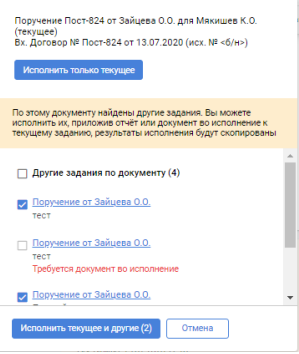 Поручение Пост-824 от Зайцева О.О. для Мякишев К.О.
(текущее)
Вх. Договор № Пост-824 от 13.07.2020 (исх. № <б/н>)
Исполнить только текущее
По этому документу найдены другие задания. Вы можете
исполнить их, приложив отчёт или документ во исполнение к
текущему заданию, результаты исполнения будут скопированы
Другие задания по документу (4)
Поручение от Зайцева О.О.
тест
Поручение от Зайцева О.О.
тест
Требуется документ во исполнение
Поручение от Зайцева О.О.
Исполнить текущее и другие (2)
Отмена